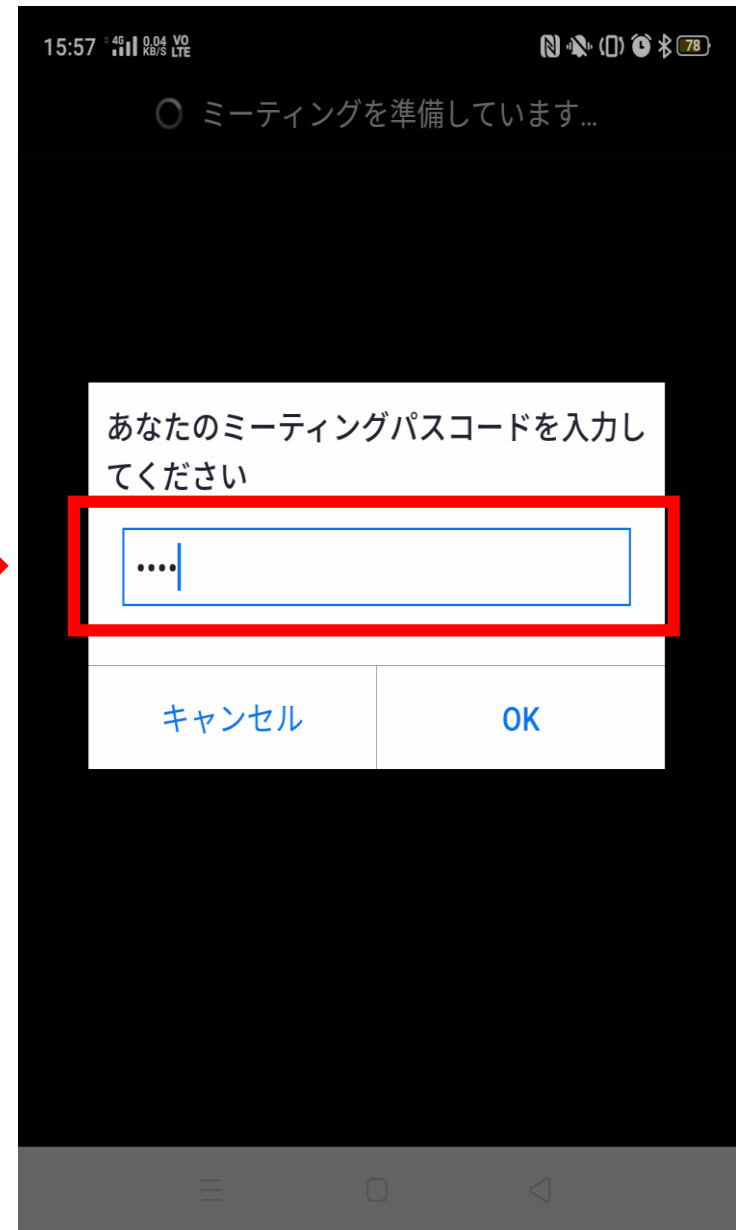 15:57 4G 0.04 KB/S VO LTE 78
ミーティングを準備しています...
あなたのミーティングパスコードを入力し
てください
••••
キャンセル OK